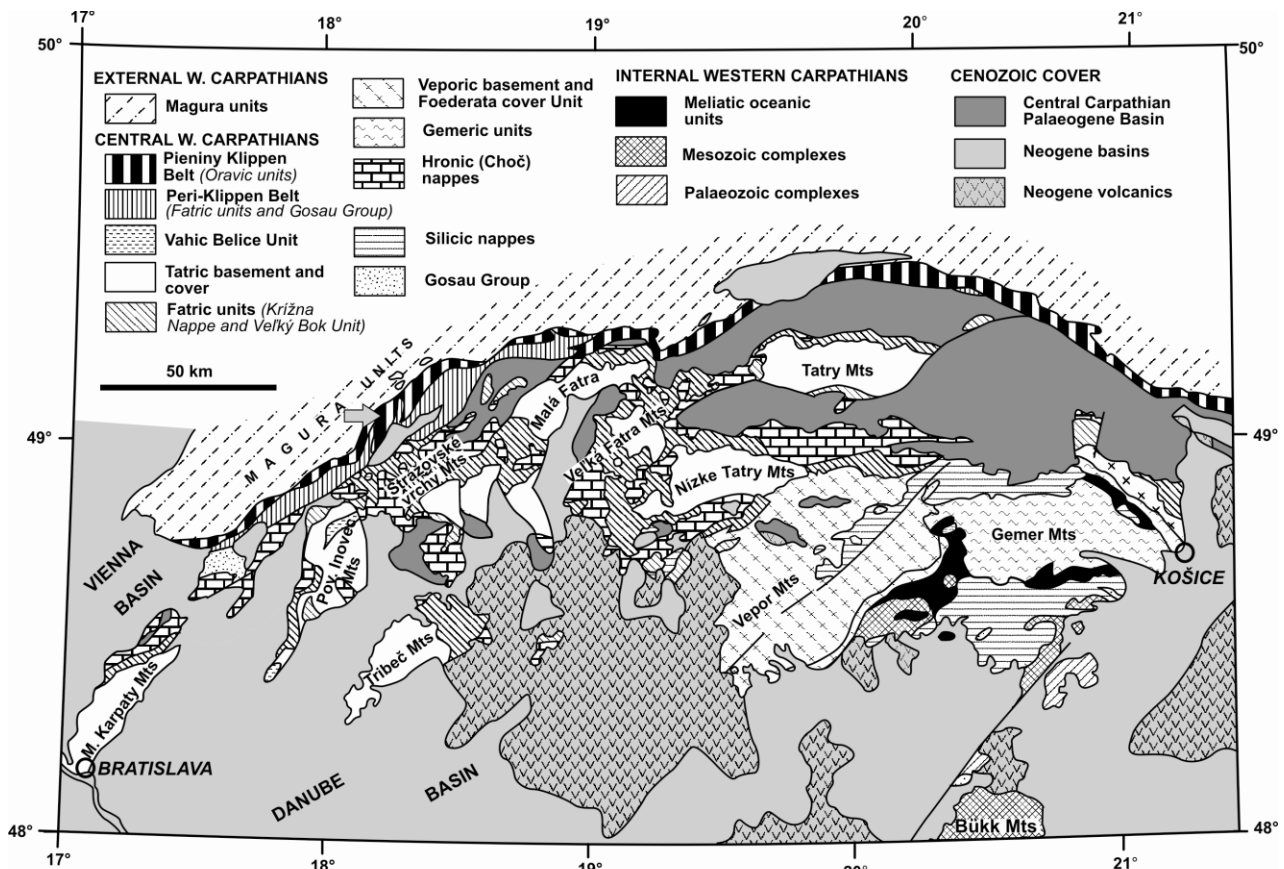 17°
18°
19°
20°
21°
50°
50°
EXTERNAL W. CARPATHIANS
Magura units
CENTRAL W. CARPATHIANS
Pieniny Klippen
Belt (Oravic units)
Peri-Klippen Belt
(Fatric units and Gosau Group)
Vahic Belice Unit
Tatric basement and
cover
Fatric units (Krížna
Nappe and Veľký Bok Unit)
Veporic basement and
Foederata cover Unit
Gemeric units
Hronic (Choč)
nappes
Silicic nappes
Gosau Group
INTERNAL WESTERN CARPATHIANS
Meliatic oceanic
units
Mesozoic complexes
Palaeozoic complexes
CENOZOIC COVER
Central Carpathian
Palaeogene Basin
Neogene basins
Neogene volcanics
50 km
MAGURA UNITS
Tatry Mts
Malá Fatra
49°
49°
Veľká Fatra Mts
Strážovské
vrchy Mts
Nízke Tatry Mts
Gemer Mts
Pov. Inovec
Mts
VIENNA
BASIN
KOŠICE
Vepor Mts
Tribeč Mts
M. Karpaty Mts
BRATISLAVA
DANUBE
BASIN
Bukk Mts
48°
48°
17°
18°
19°
20°
21°